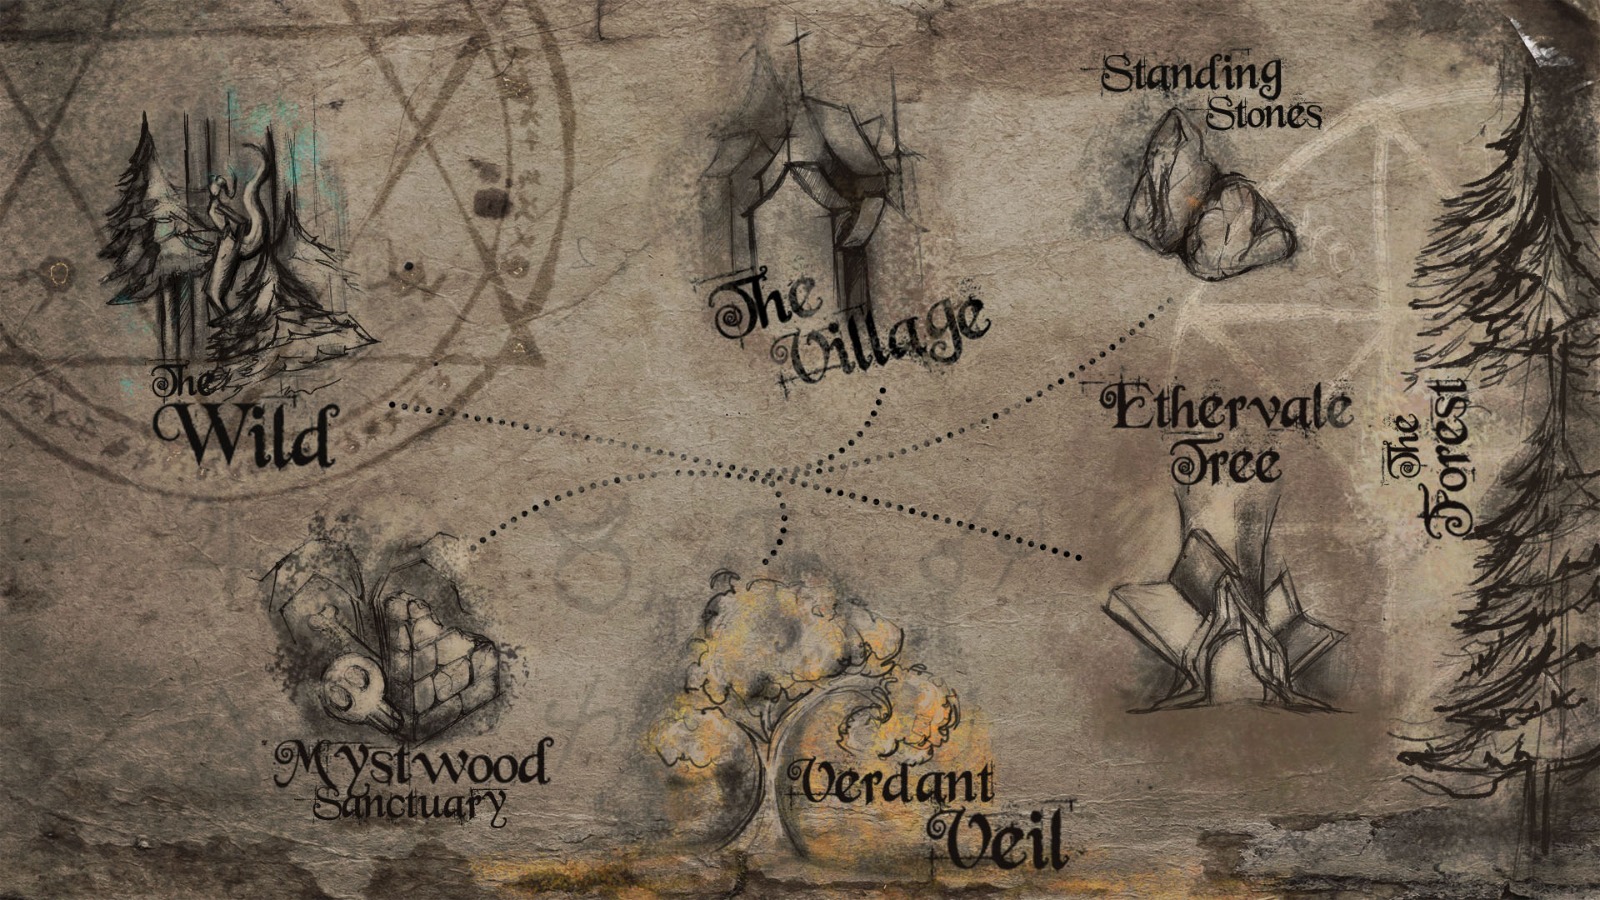 The
Wild
The
Village
Standing
Stones
Ethervale
Tree
The
Forest
Mystwood
Sanctuary
Verdant
Veil